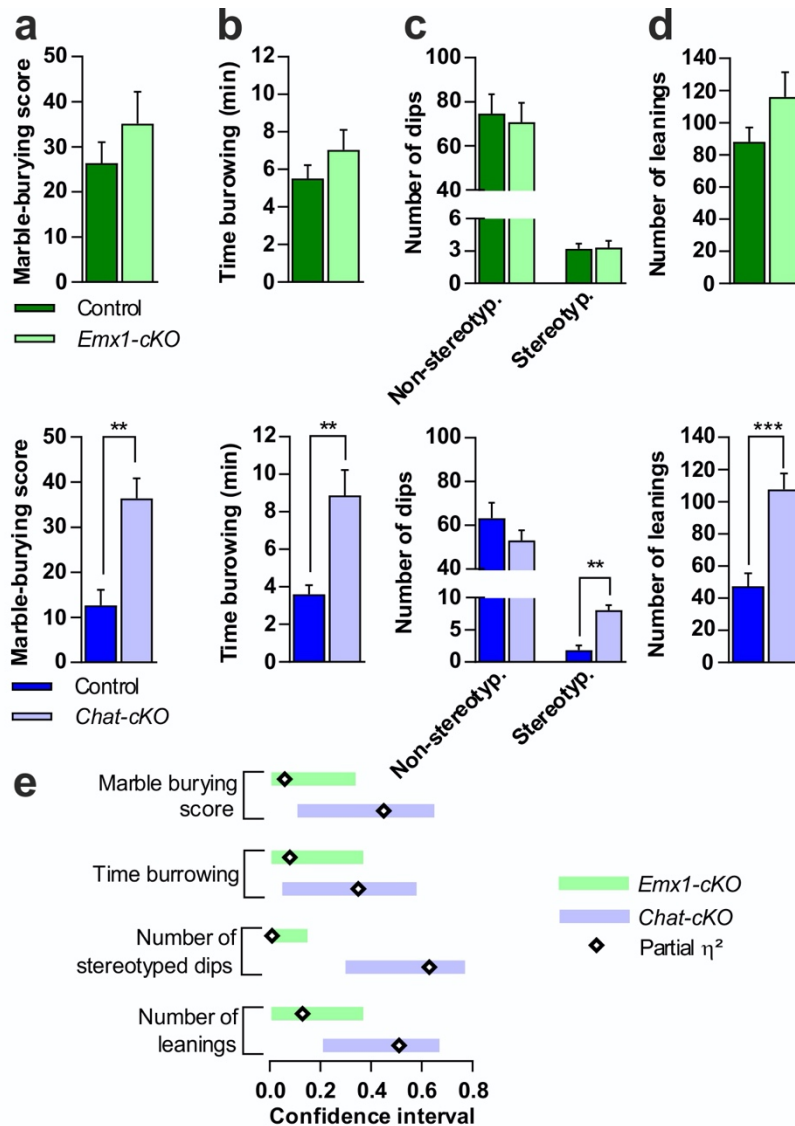 a
b
c
d
Marble-burying score
50
40
30
20
10
0
Time burowing (min)
12
10
8
6
4
2
0
Number of dips
100
80
60
40
6
3
0
Non-stereotyp.
Stereotyp.
Number of leanings
140
120
100
80
60
40
20
0
Control
Emx1-cKO
Marble-burying score
50
40
30
20
10
0
**
Time burowing (min)
12
10
8
6
4
2
0
**
Number of dips
100
80
60
40
10
5
0
**
Non-stereotyp.
Stereotyp.
Number of leanings
140
120
100
80
60
40
20
0
***
Control
Chat-cKO
e
Marble burying
score
Time burrowing
Number of
stereotyped dips
Number of
leanings
0.0 0.2 0.4 0.6 0.8
Confidence interval
Emx1-cKO
Chat-cKO
Partial η²